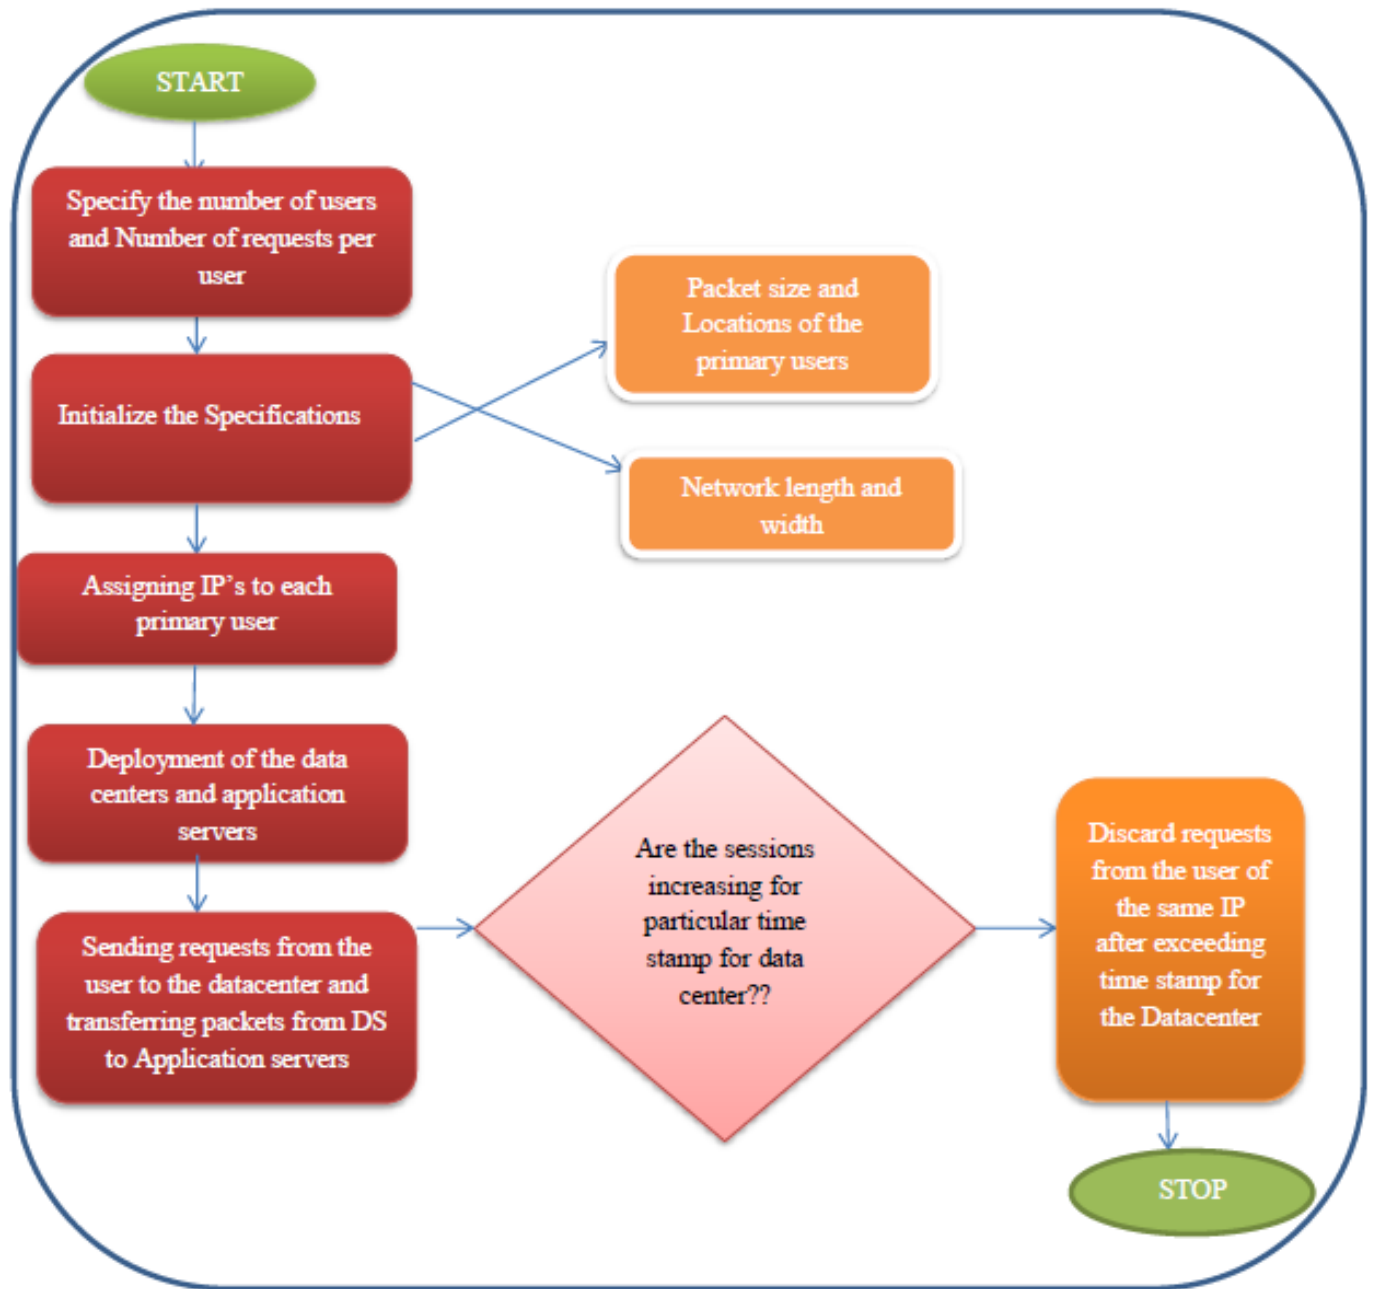 START
Specify the number of users
and Number of requests per
user
Packet size and
Locations of the
primary users
Initialize the Specifications
Network length and
width
Assigning IP's to each
primary user
Deployment of the data
centers and application
servers
Sending requests from the
user to the datacenter and
transferring packets from DS
to Application servers
Are the sessions
increasing for
particular time
stamp for data
center??
Discard requests
from the user of
the same IP
after exceeding
time stamp for
the Datacenter
STOP